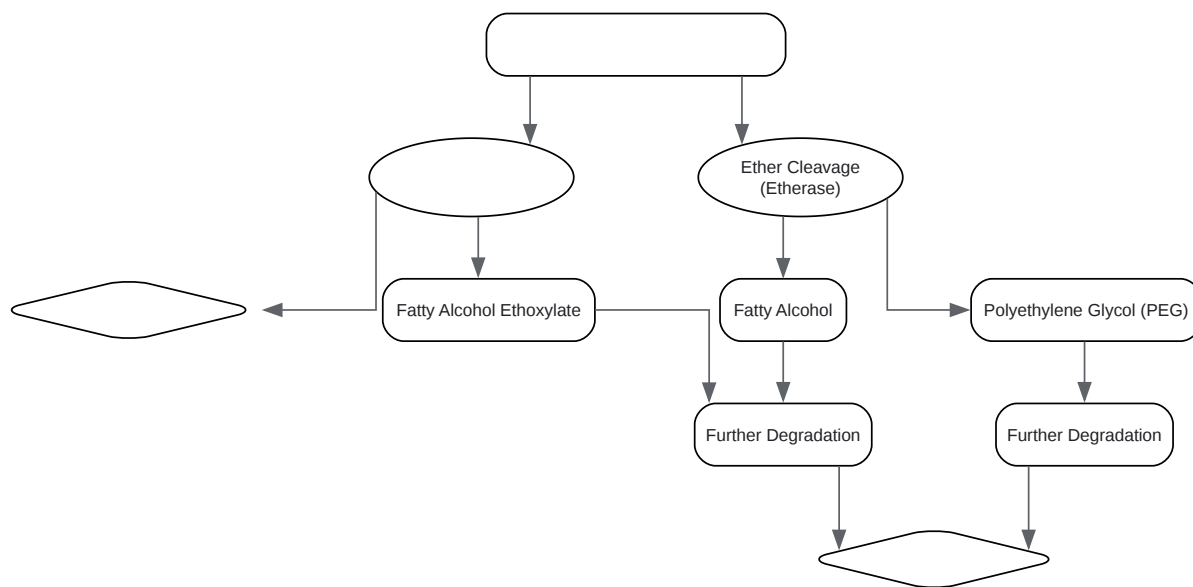 Ether Cleavage
(Etherase)
Fatty Alcohol Ethoxylate
Fatty Alcohol
Polyethylene Glycol (PEG)
Further Degradation
Further Degradation